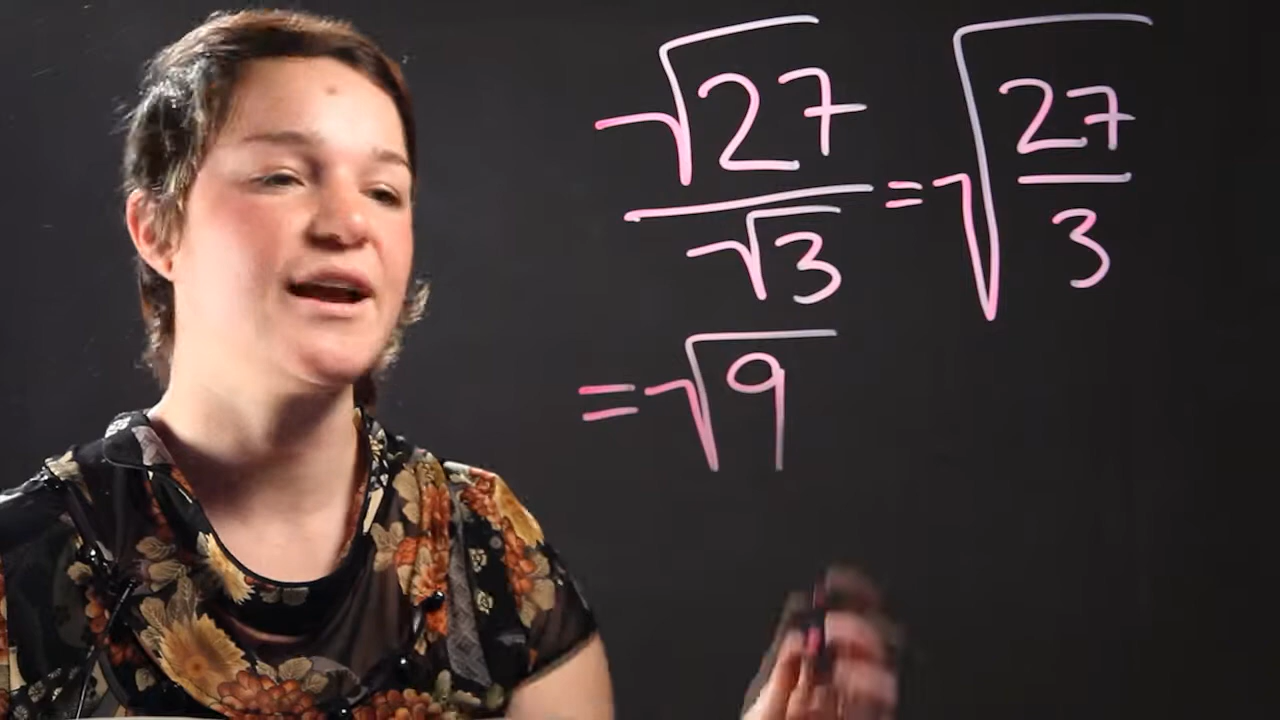 √27/√3 = √(27/3)
= √9